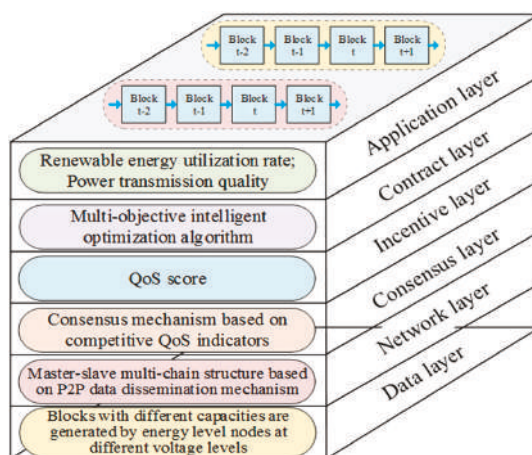 Block
t-2
Block
t-1
Block
t
Block
t+1
Block
t-2
Block
t-1
Block
t
Block
t+1
Renewable energy utilization rate;
Power transmission quality
Application layer
Multi-objective intelligent
optimization algorithm
Contract layer
QoS score
Incentive layer
Consensus mechanism based on
competitive QoS indicators
Consensus layer
Master-slave multi-chain structure based
on P2P data dissemination mechanism
Network layer
Blocks with different capacities are
generated by energy level nodes at
different voltage levels
Data layer